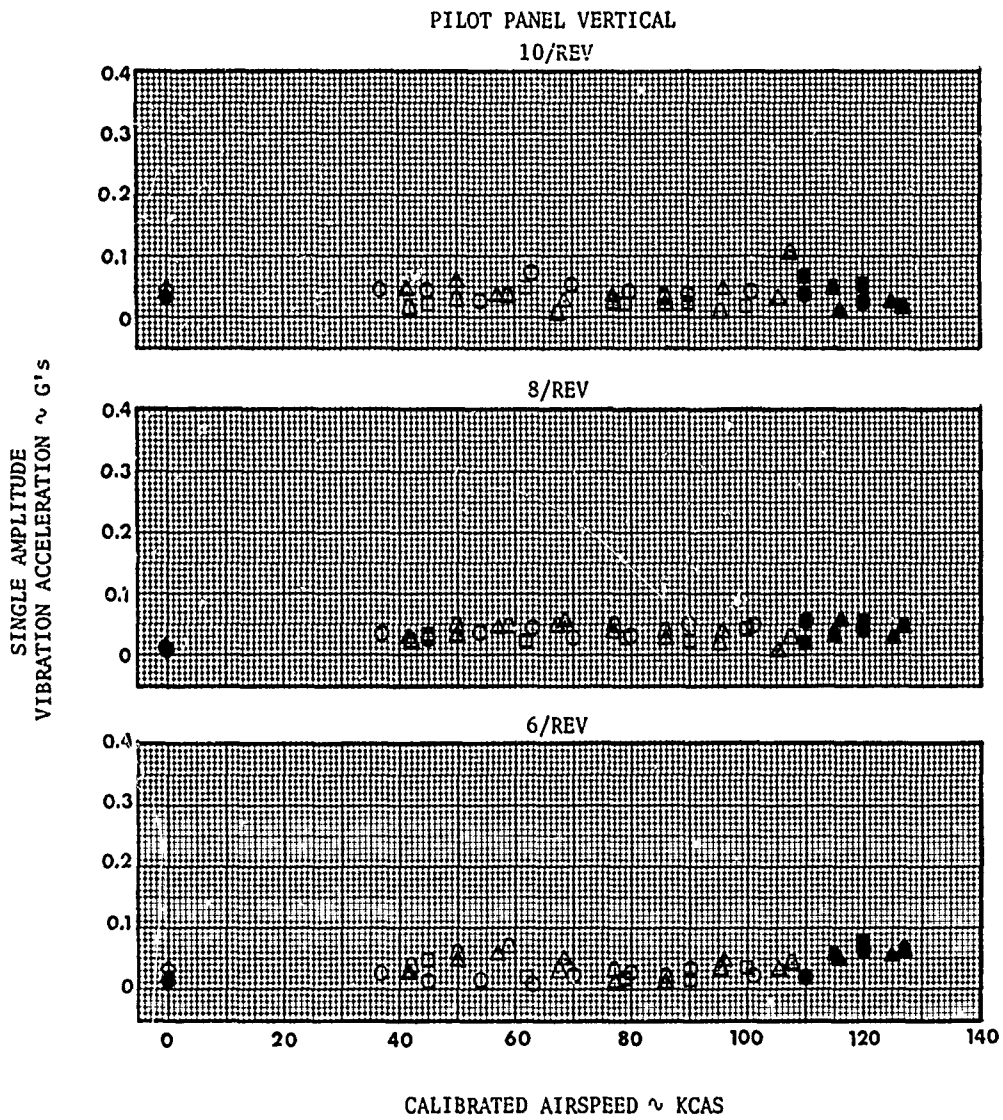 PILOT PANEL VERTICAL
10/REV
0.4
0.3
0.2
0.1
0
8/REV
0.4
0.3
0.2
0.1
0
6/REV
0.4
0.3
0.2
0.1
0
0 20 40 60 80 100 120 140
SINGLE AMPLITUDE
VIBRATION ACCELERATION ~ G's
CALIBRATED AIRSPEED ~ KCAS